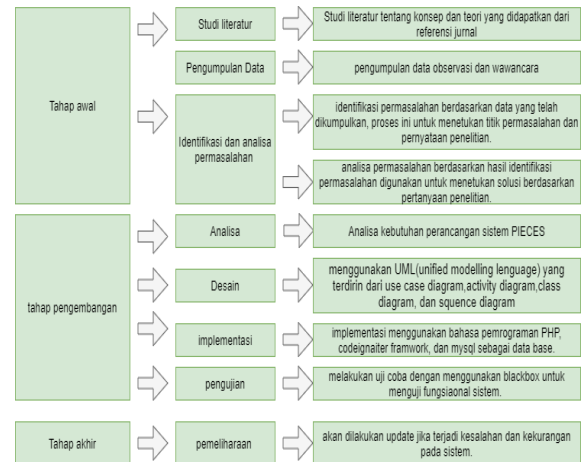 Tahap awal
Studi literatur
Studi literatur tentang konsep dan teori yang didapatkan dari
referensi jurnal
Pengumpulan Data
pengumpulan data observasi dan wawancara
Identifikasi dan analisa
permasalahan
identifikasi permasalahan berdasarkan data yang telah
dikumpulkan, proses ini untuk menetukan titik permasalahan dan
pernyataan penelitian.
analisa permasalahan berdasarkan hasil identifikasi
permasalahan digunakan untuk menetukan solusi berdasarkan
pertanyaan penelitian.
tahap pengembangan
Analisa
Analisa kebutuhan perancangan sistem PIECES
Desain
menggunakan UML(unified modelling lenguage) yang
terdirin dari use case diagram,activity diagram,class
diagram, dan squence diagram
implementasi
implementasi menggunakan bahasa pemrograman PHP,
codeignaiter framwork, dan mysql sebagai data base.
pengujian
melakukan uji coba dengan menggunakan blackbox untuk
menguji fungsiaonal sistem.
Tahap akhir
pemeliharaan
akan dilakukan update jika terjadi kesalahan dan kekurangan
pada sistem.